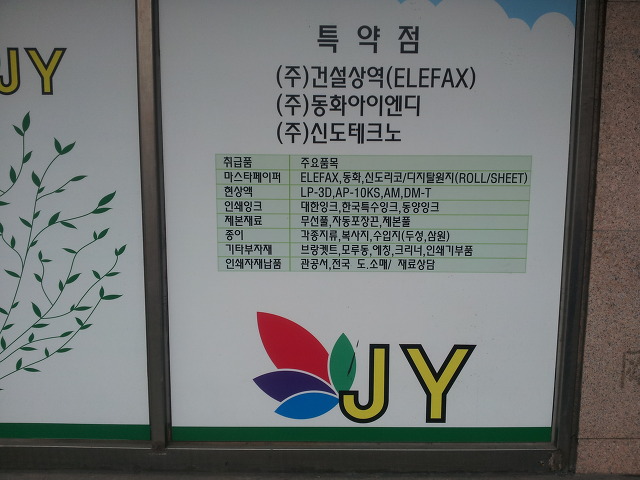 JY
특약점
(주)건설상역(ELEFAX)
(주)동화아이엔디
(주)신도테크노
취급품 주요품목
마스타페이퍼 ELEFAX,동화,신도리코/디지탈원지(ROLL/SHEET)
현상액 LP-3D,AP-10KS,AM,DM-T
인쇄잉크 대한잉크,한국특수잉크,동양잉크
제본재료 무선풀,자동포장끈,제본풀
종이 각종지류,복사지,수입지(두성,삼원)
기타부자재 브랑켓트,모루동,에칭,크리너,인쇄기부품
인쇄자재납품 관공서,전국 도.소매/ 재료상담
JY